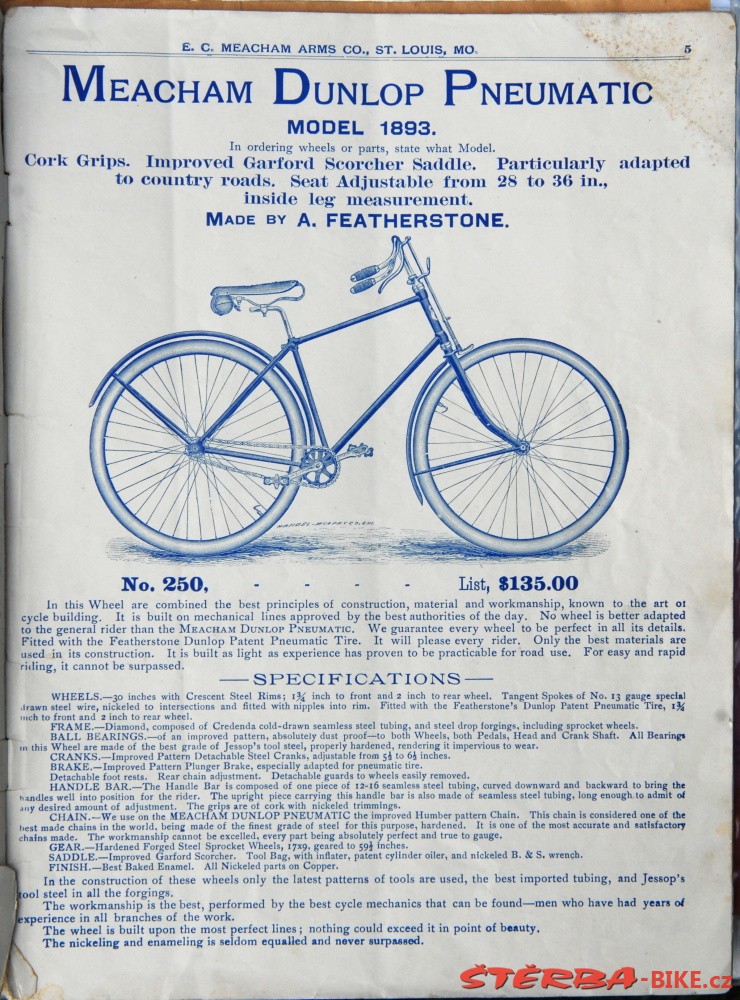 E. C. MEACHAM ARMS CO., ST. LOUIS, MO. 5
MEACHAM DUNLOP PNEUMATIC
MODEL 1893.
In ordering wheels or parts, state what Model.
Cork Grips. Improved Garford Scorcher Saddle. Particularly adapted
to country roads. Seat Adjustable from 28 to 36 in.,
inside leg measurement.
MADE BY A. FEATHERSTONE.
No. 250, - - - - List, $135.00
In this Wheel are combined the best principles of construction, material and workmanship, known to the art of
cycle building. It is built on mechanical lines approved by the best authorities of the day. No wheel is better adapted
to the general rider than the MEACHAM DUNLOP PNEUMATIC. We guarantee every wheel to be perfect in all its details.
Fitted with the Featherstone Dunlop Patent Pneumatic Tire. It will please every rider. Only the best materials are
used in its construction. It is built as light as experience has proven to be practicable for road use. For easy and rapid
riding, it cannot be surpassed.
—SPECIFICATIONS—
WHEELS.—30 inches with Crescent Steel Rims; 1¾ inch to front and 2 inch to rear wheel. Tangent Spokes of No. 13 gauge special
drawn steel wire, nickeled to intersections and fitted with nipples into rim. Fitted with the Featherstone's Dunlop Patent Pneumatic Tire, 1¾
inch to front and 2 inch to rear wheel.
FRAME.—Diamond, composed of Credenda cold-drawn seamless steel tubing, and steel drop forgings, including sprocket wheels.
BALL BEARINGS.—of an improved pattern, absolutely dust proof—to both Wheels, both Pedals, Head and Crank Shaft. All Bearings
in this Wheel are made of the best grade of Jessop's tool steel, properly hardened, rendering it impervious to wear.
CRANKS.—Improved Pattern Detachable Steel Cranks, adjustable from to 6½ inches.
BRAKE.—Improved Pattern Plunger Brake, especially adapted for pneumatic tire.
Detachable foot rests. Rear chain adjustment. Detachable guards to wheels easily removed.
HANDLE BAR.—The Handle Bar is composed of one piece of 12-16 seamless steel tubing, curved downward and backward to bring the
handles well into position for the rider. The upright piece carrying this handle bar is also made of seamless steel tubing, long enough to admit of
any desired amount of adjustment. The grips are of cork with nickeled trimmings.
CHAIN.—We use on the MEACHAM DUNLOP PNEUMATIC the improved Humber pattern Chain. This chain is considered one of the
best made chains in the world, being made of the finest grade of steel for this purpose, hardened. It is one of the most accurate and satisfactory
chains made. The workmanship cannot be excelled, every part being absolutely perfect and true to gauge.
GEAR.—Hardened Forged Steel Sprocket Wheels, 17x9, geared to 59½ inches.
SADDLE.—Improved Garford Scorcher. Tool Bag, with inflater, patent cylinder oiler, and nickeled B. & S. wrench.
FINISH.—Best Baked Enamel. All Nickeled parts on Copper.
In the construction of these wheels only the latest patterns of tools are used, the best imported tubing, and Jessop's
tool steel in all the forgings.
The workmanship is the best, performed by the best cycle mechanics that can be found—men who have had years of
experience in all branches of the work.
The wheel is built upon the most perfect lines; nothing could exceed it in point of beauty.
The nickeling and enameling is seldom equalled and never surpassed.
ŠTĚRBA-BIKE.cz